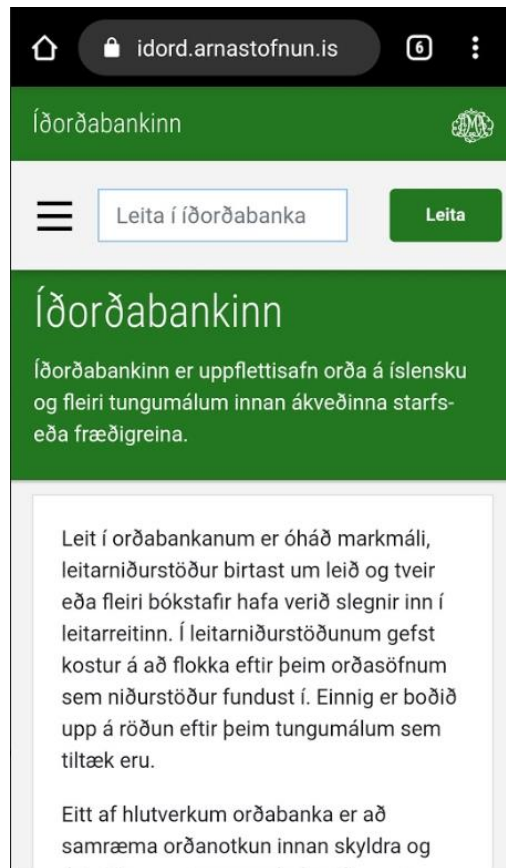 idord.arnastofnun.is
6
Íðorðabankinn
Leita í íðorðabanka
Leita
Íðorðabankinn
Íðorðabankinn er uppflettisafn orða á íslensku
og fleiri tungumálum innan ákveðinna starfs-
eða fræðigreina.
Leit í orðabankanum er óháð markmáli,
leitarniðurstöður birtast um leið og tveir
eða fleiri bókstafir hafa verið slegnir inn í
leitarreitinn. Í leitarniðurstöðunum gefst
kostur á að flokka eftir þeim orðasöfnum
sem niðurstöður fundust í. Einnig er boðið
upp á röðun eftir þeim tungumálum sem
tiltæk eru.
Eitt af hlutverkum orðabanka er að
samræma orðanotkun innan skyldra og